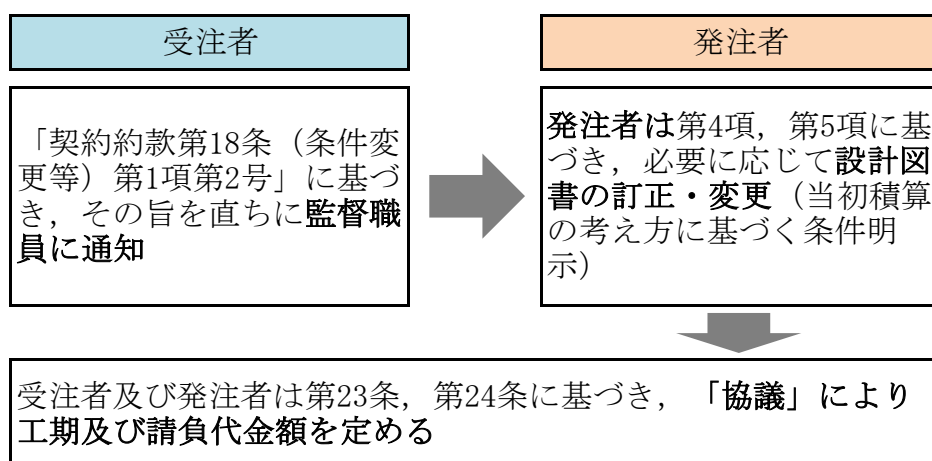 受注者
発注者
「契約約款第18条（条件変
更等）第1項第2号」に基づ
き，その旨を直ちに監督職
員に通知
発注者は第4項，第5項に基
づき，必要に応じて設計図
書の訂正・変更（当初積算
の考え方に基づく条件明
示）
受注者及び発注者は第23条，第24条に基づき，「協議」により
工期及び請負代金額を定める